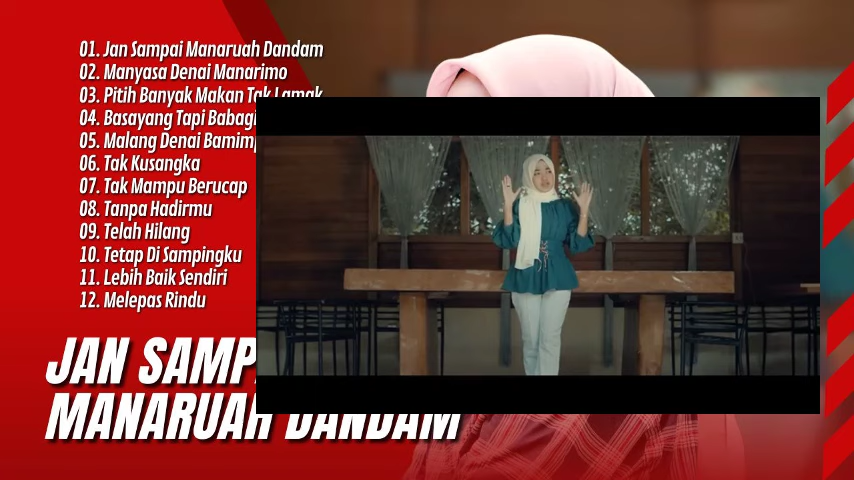 01. Jan Sampai Manaruah Dandam
02. Manyasa Denai Manarimo
03. Pitih Banyak Makan Tak Lamak
04. Basayang Tapi
05. Malang Denai
06. Tak Kusangka
07. Tak Mampu Berucap
08. Tanpa Hadirmu
09. Telah Hilang
10. Tetap Di Sampingku
11. Lebih Baik Sendiri
12. Melepas Rindu
JAN
MANARUAH DANDAM